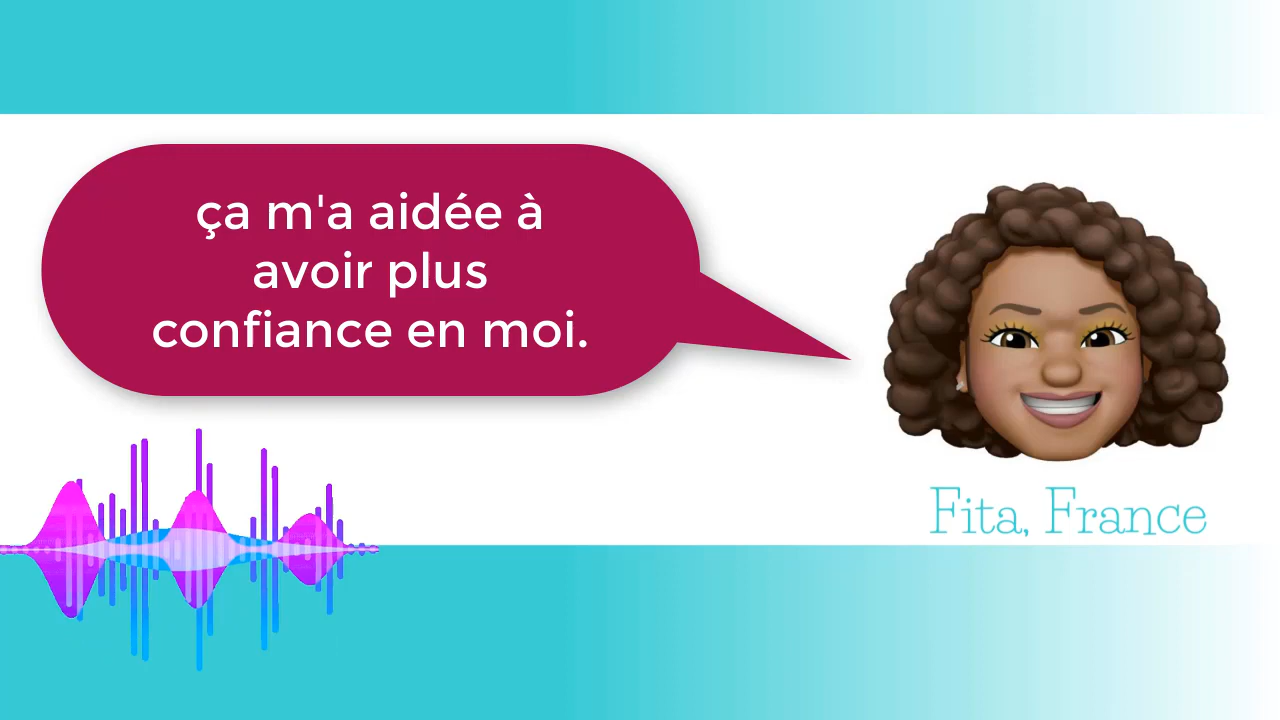 ça m'a aidée à
avoir plus
confiance en moi.
Fita, France